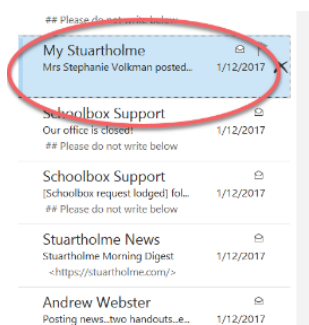 ## Please do not write below
My Stuartholme
Mrs Stephanie Volkman posted... 1/12/2017
Schoolbox Support
Our office is closed! 1/12/2017
## Please do not write below
Schoolbox Support
[Schoolbox request lodged] fol... 1/12/2017
## Please do not write below
Stuartholme News
Stuartholme Morning Digest 1/12/2017
<https://stuartholme.com/>
Andrew Webster
Posting news..two handouts..e... 1/12/2017